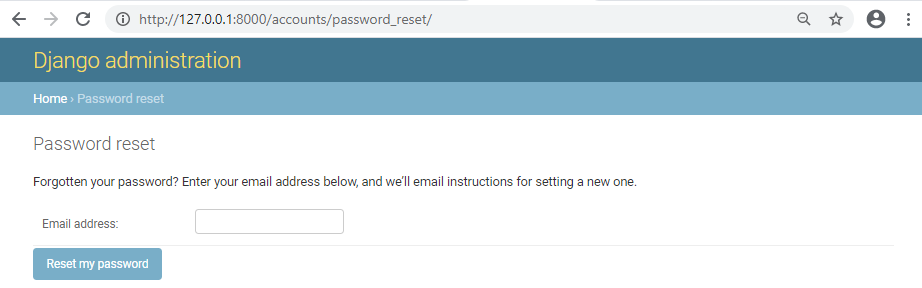 http://127.0.0.1:8000/accounts/password_reset/
Django administration
Home › Password reset
Password reset
Forgotten your password? Enter your email address below, and we’ll email instructions for setting a new one.
Email address:
Reset my password